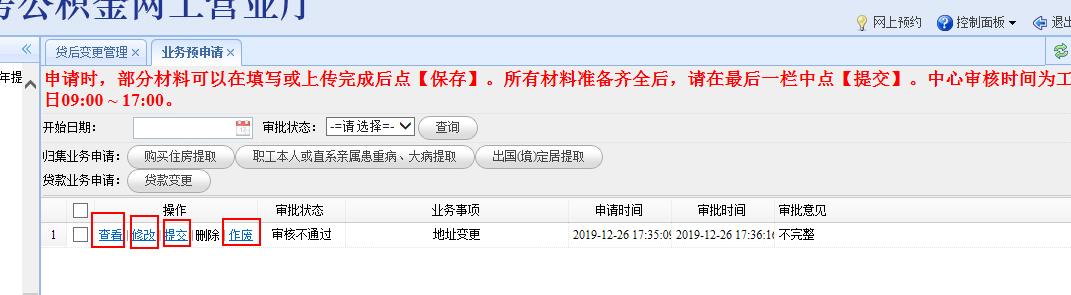 房公积金网上营业厅
网上预约 控制面板 退出
贷后变更管理 业务预申请
年提
申请时，部分材料可以在填写或上传完成后点【保存】。所有材料准备齐全后，请在最后一栏中点【提交】。中心审核时间为工
日09:00 ~ 17:00。
开始日期： 审批状态： -=请选择=- 查询
归集业务申请： 购买住房提取 职工本人或直系亲属患重病、大病提取 出国(境)定居提取
贷款业务申请： 贷款变更
操作 审批状态 业务事项 申请时间 审批时间 审批意见
1 查看 | 修改 | 提交 | 删除 | 作废 审核不通过 地址变更 2019-12-26 17:35:09 2019-12-26 17:36:16 不完整